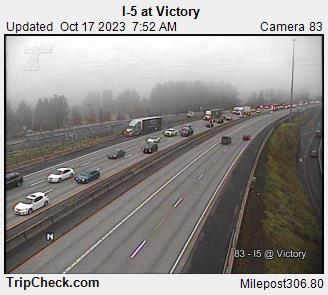 I-5 at Victory
Updated Oct 17 2023 7:52 AM Camera 83
N
83 - I5 @ Victory
TripCheck.com Milepost306.80